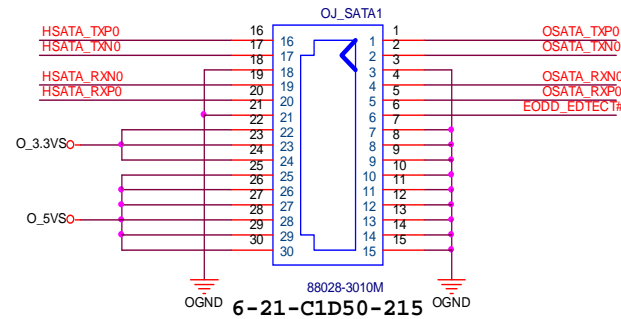 OJ_SATA1
HSATA_TXP0 16 16 1 1 OSATA_TXP0
HSATA_TXN0 17 17 2 2 OSATA_TXN0
18 18 3 3
HSATA_RXN0 19 19 4 4 OSATA_RXN0
HSATA_RXP0 20 20 5 5 OSATA_RXP0
21 21 6 6 EODD_EDTECT#
22 22 7 7
O_3.3VS 23 23 8 8
24 24 9 9
25 25 10 10
26 26 11 11
27 27 12 12
O_5VS 28 28 13 13
29 29 14 14
30 30 15 15
88028-3010M
OGND 6-21-C1D50-215 OGND